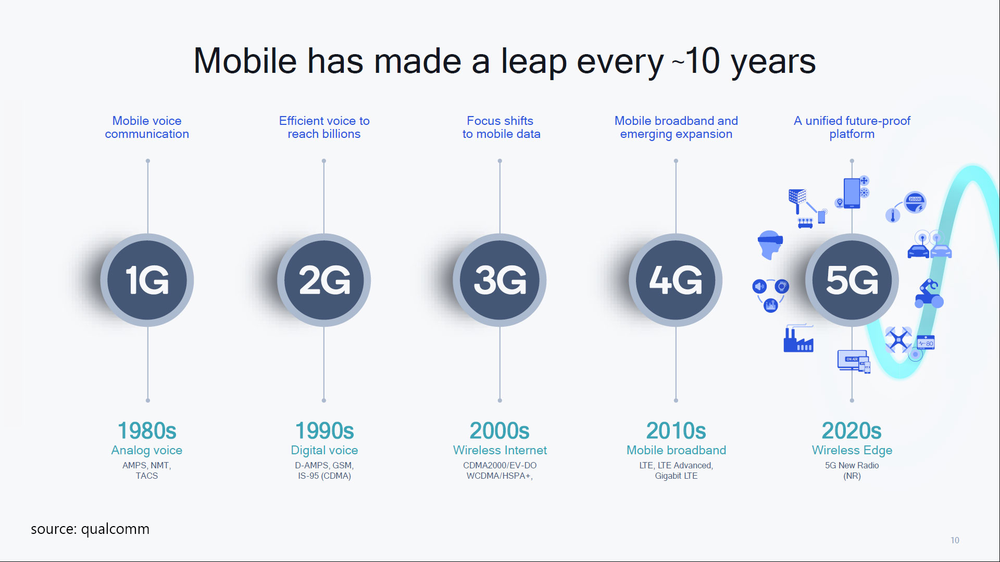 Mobile has made a leap every ~10 years
Mobile voice
communication
Efficient voice to
reach billions
Focus shifts
to mobile data
Mobile broadband and
emerging expansion
A unified future-proof
platform
1G
2G
3G
4G
5G
20.000
80
ON AIR
1980s
Analog voice
AMPS, NMT,
TACS
1990s
Digital voice
D-AMPS, GSM,
IS-95 (CDMA)
2000s
Wireless Internet
CDMA2000/EV-DO
WCDMA/HSPA+,
2010s
Mobile broadband
LTE, LTE Advanced,
Gigabit LTE
2020s
Wireless Edge
5G New Radio
(NR)
source: qualcomm
10